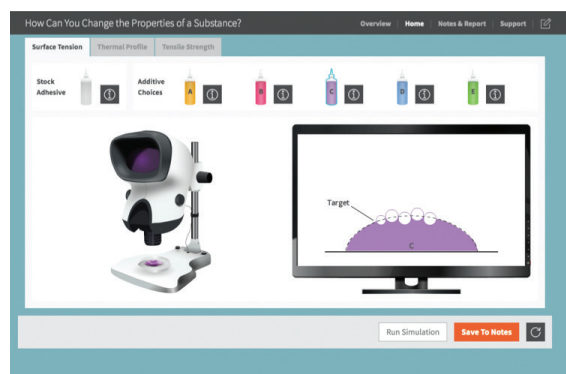 How Can You Change the Properties of a Substance?
Overview Home Notes & Report Support
Surface Tension Thermal Profile Tensile Strength
Stock Adhesive
Additive Choices
A B C D E
Target
C
Run Simulation Save To Notes